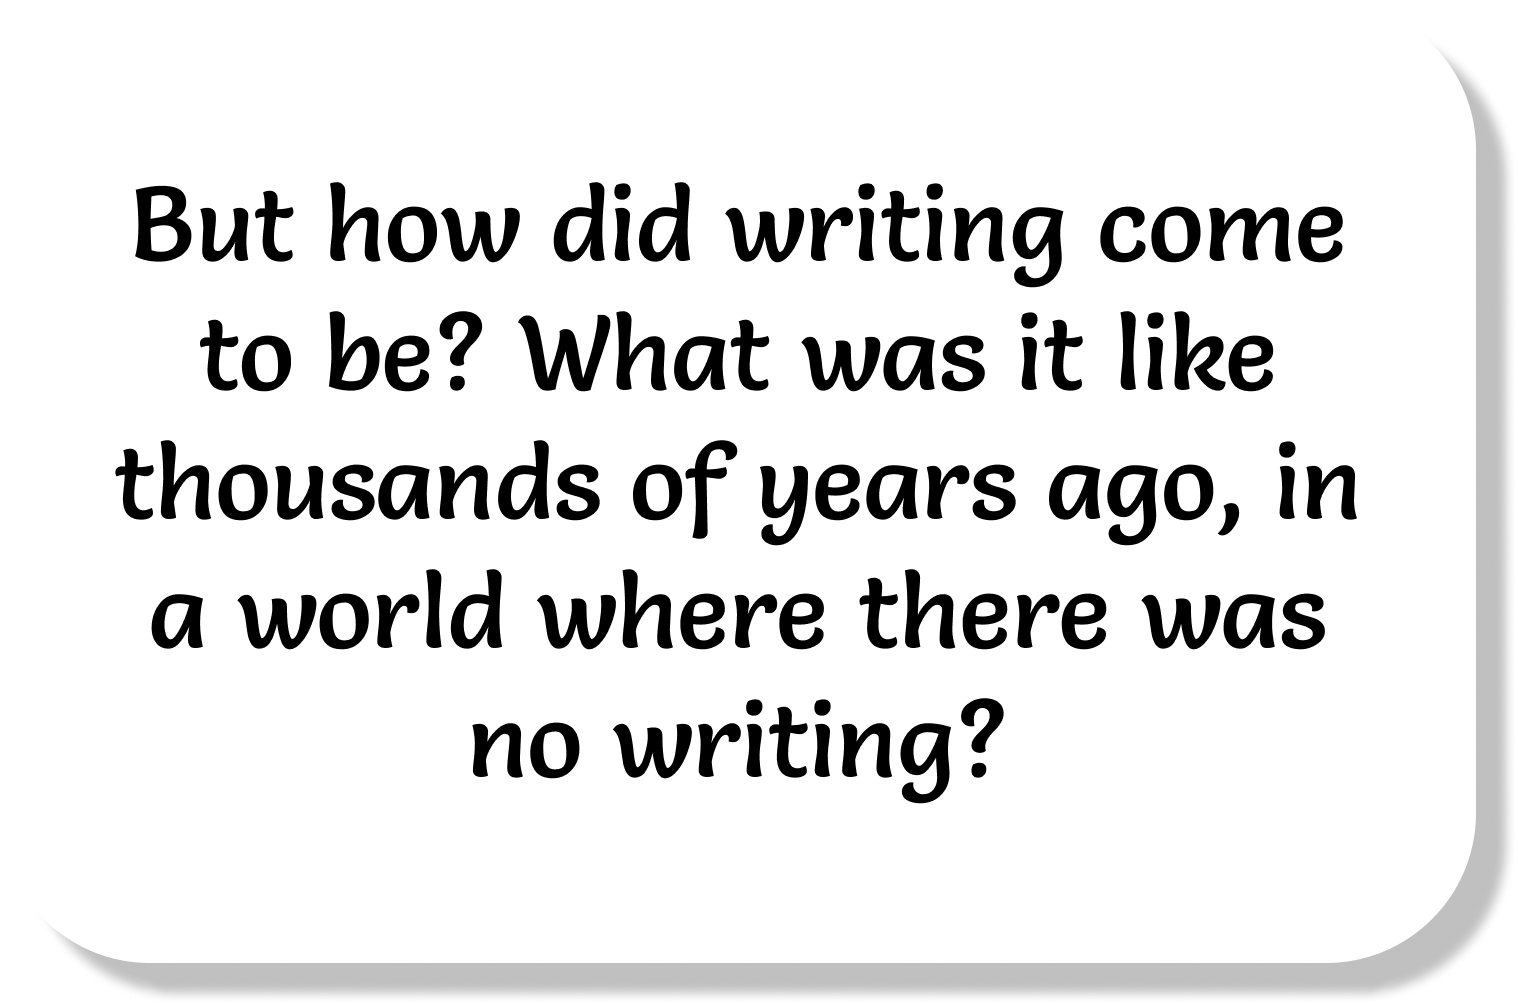 But how did writing come
to be? What was it like
thousands of years ago, in
a world where there was
no writing?